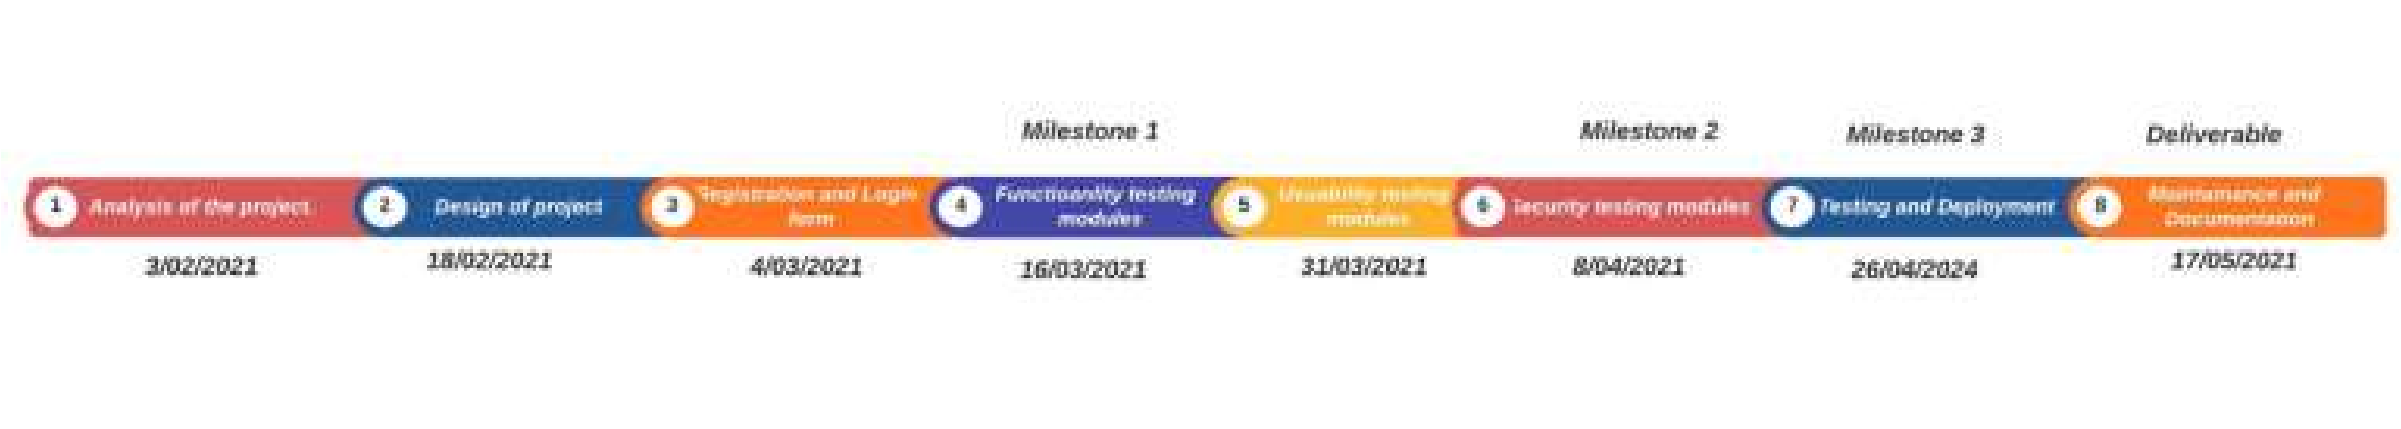 Milestone 1
Milestone 2
Milestone 3
Deliverable
1 Analysis of the project
2 Design of project
3 Registration and Login
form
4 Functioanlity testing
modules
5 testing
modules
6 Security testing modules
7 Testing and Deployment
8 and
Documentation
3/02/2021
18/02/2021
4/03/2021
16/03/2021
31/03/2021
8/04/2021
26/04/2024
17/05/2021